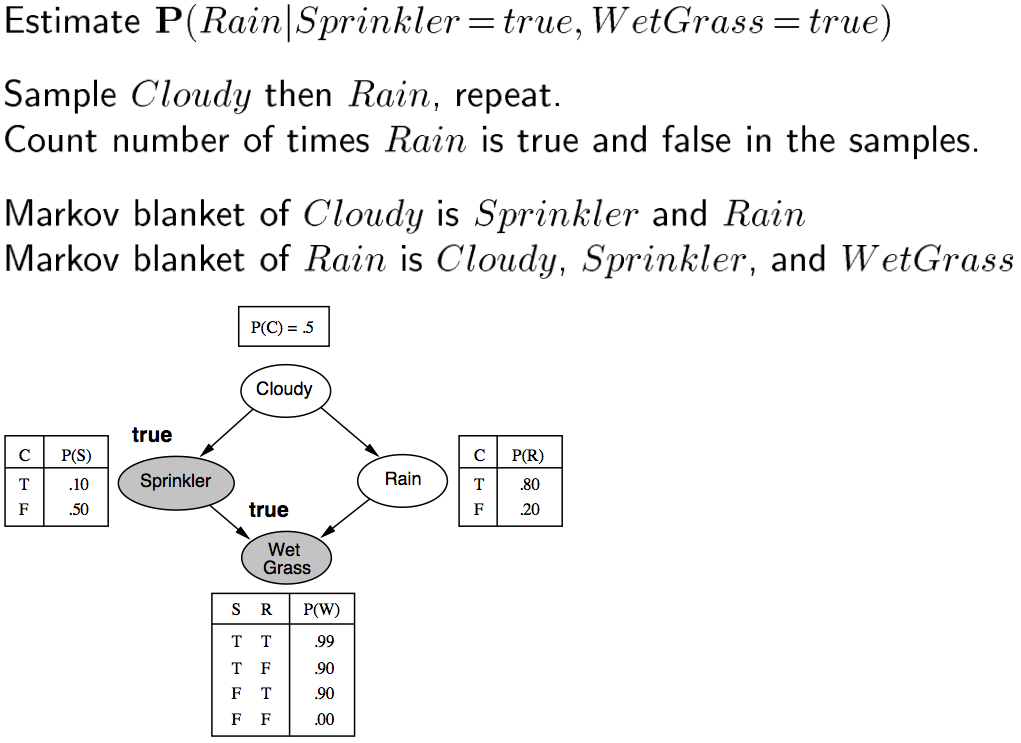 Estimate P(Rain|Sprinkler = true, WetGrass = true)
Sample Cloudy then Rain, repeat.
Count number of times Rain is true and false in the samples.
Markov blanket of Cloudy is Sprinkler and Rain
Markov blanket of Rain is Cloudy, Sprinkler, and WetGrass
P(C) = .5
Cloudy
true
C P(S)
T .10
F .50
Sprinkler
Rain
C P(R)
T .80
F .20
true
Wet
Grass
S R P(W)
T T .99
T F .90
F T .90
F F .00